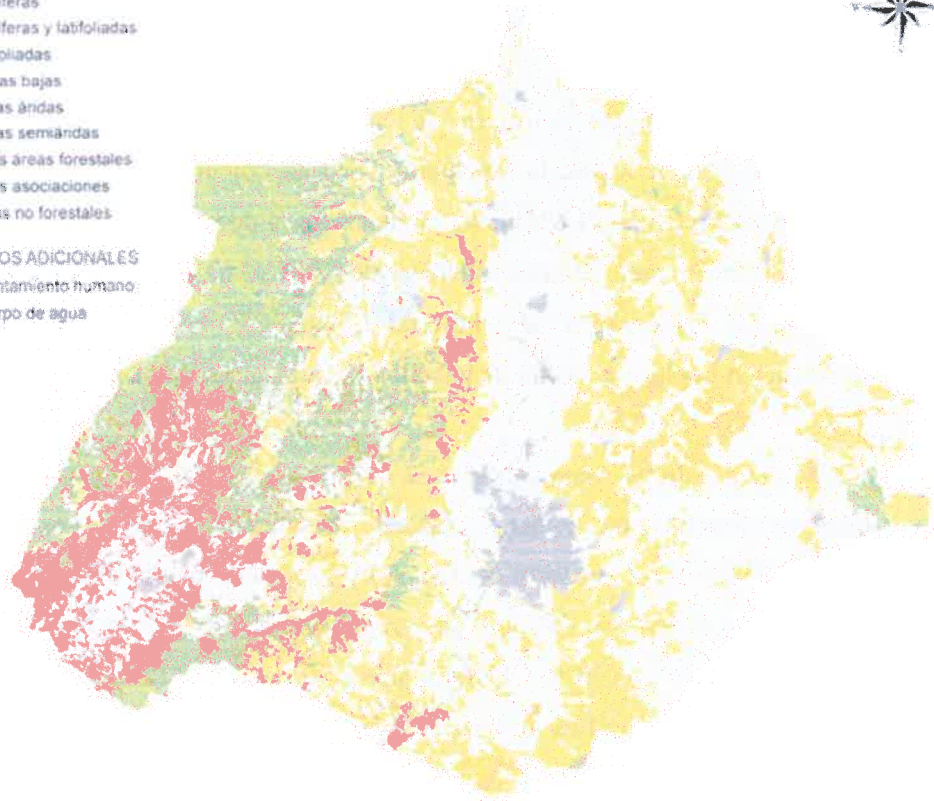 feras
feras y latifoliadas
oliadas
as bajas
as áridas
as semiáridas
s áreas forestales
s asociaciones
s no forestales
OS ADICIONALES
ntamiento humano
rpo de agua